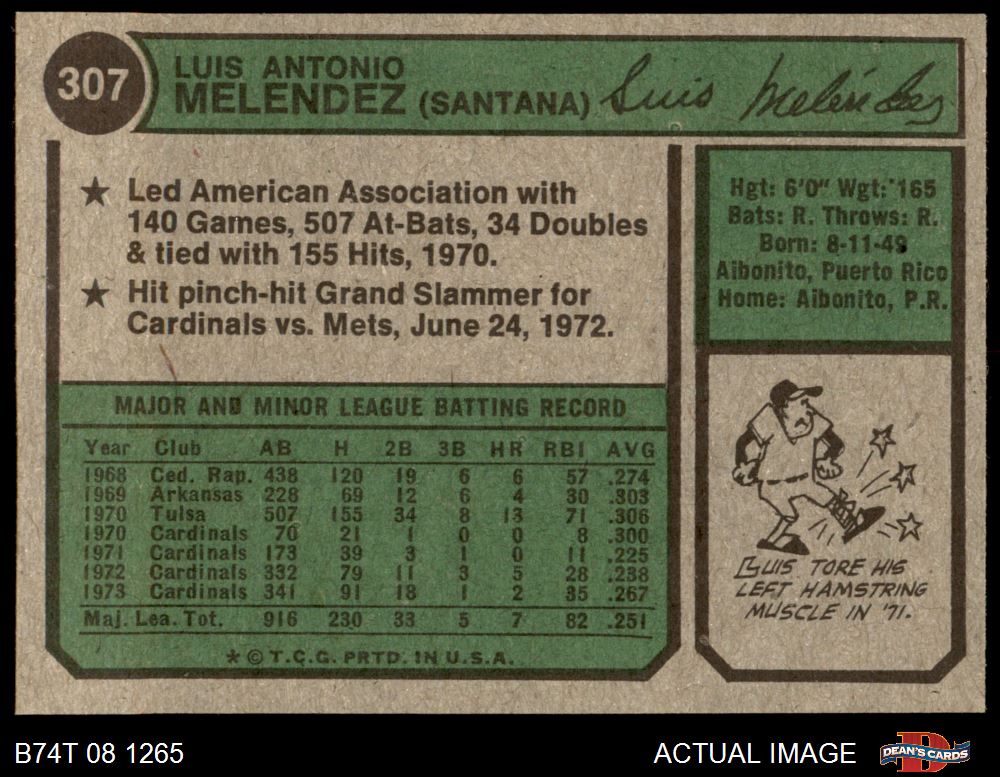 307
LUIS ANTONIO
MELENDEZ (SANTANA) Luis Meléndez
★ Led American Association with
140 Games, 507 At-Bats, 34 Doubles
& tied with 155 Hits, 1970.
★ Hit pinch-hit Grand Slammer for
Cardinals vs. Mets, June 24, 1972.
Hgt: 6'0" Wgt: 165
Bats: R. Throws: R.
Born: 8-11-49
Aibonito, Puerto Rico
Home: Aibonito, P.R.
MAJOR AND MINOR LEAGUE BATTING RECORD
Year Club AB H 2B 3B HR RBI AVG
1968 Ced. Rap. 438 120 19 6 6 57 .274
1969 Arkansas 228 69 12 6 4 30 .303
1970 Tulsa 507 155 34 8 13 71 .306
1970 Cardinals 70 21 1 0 0 8 .300
1971 Cardinals 173 39 3 1 0 11 .225
1972 Cardinals 332 79 11 3 5 28 .238
1973 Cardinals 341 91 18 1 2 35 .267
Maj. Lea. Tot. 916 230 33 5 7 82 .251
* © T.C.G. PRTD. IN U.S.A.
LUIS TORE HIS
LEFT HAMSTRING
MUSCLE IN '71.
B74T 08 1265
ACTUAL IMAGE
DEAN'S CARDS